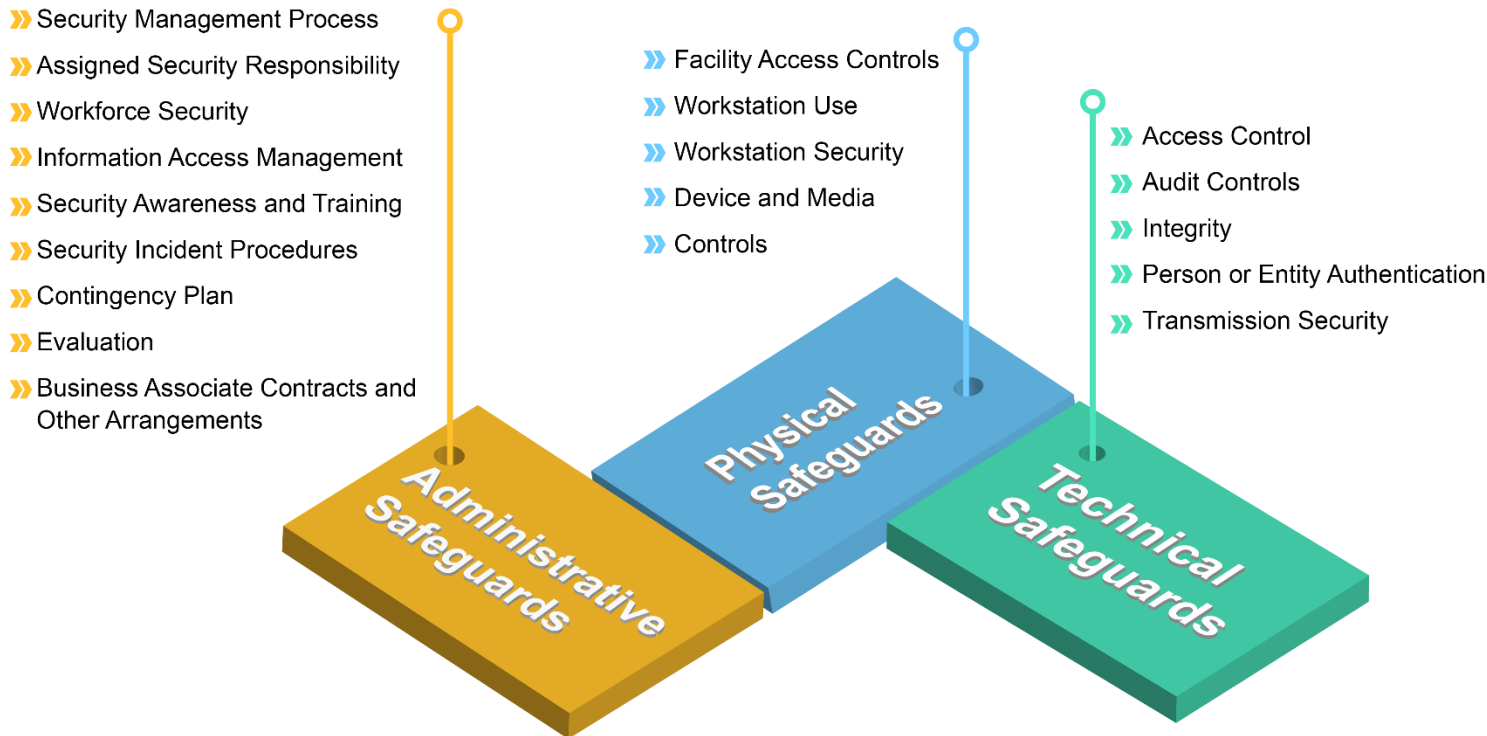 Security Management Process
Assigned Security Responsibility
Workforce Security
Information Access Management
Security Awareness and Training
Security Incident Procedures
Contingency Plan
Evaluation
Business Associate Contracts and
Other Arrangements
Administrative
Safeguards
Facility Access Controls
Workstation Use
Workstation Security
Device and Media
Controls
Physical
Safeguards
Access Control
Audit Controls
Integrity
Person or Entity Authentication
Transmission Security
Technical
Safeguards